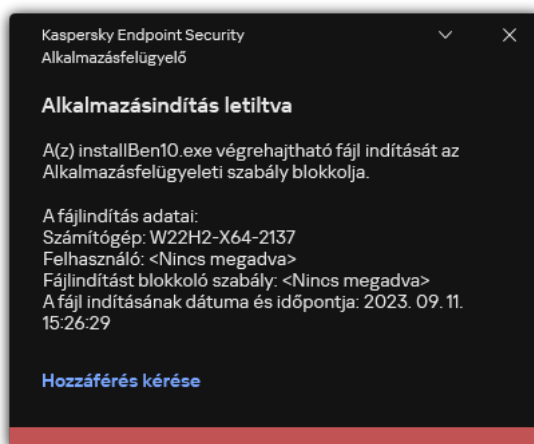 Kaspersky Endpoint Security
Alkalmazásfelügyelő
Alkalmazásindítás letiltva
A(z) installBen10.exe végrehajtható fájl indítását az
Alkalmazásfelügyeleti szabály blokkolja.
A fájlindítás adatai:
Számítógép: W22H2-X64-2137
Felhasználó: <Nincs megadva>
Fájlindítást blokkoló szabály: <Nincs megadva>
A fájl indításának dátuma és időpontja: 2023. 09. 11.
15:26:29
Hozzáférés kérése